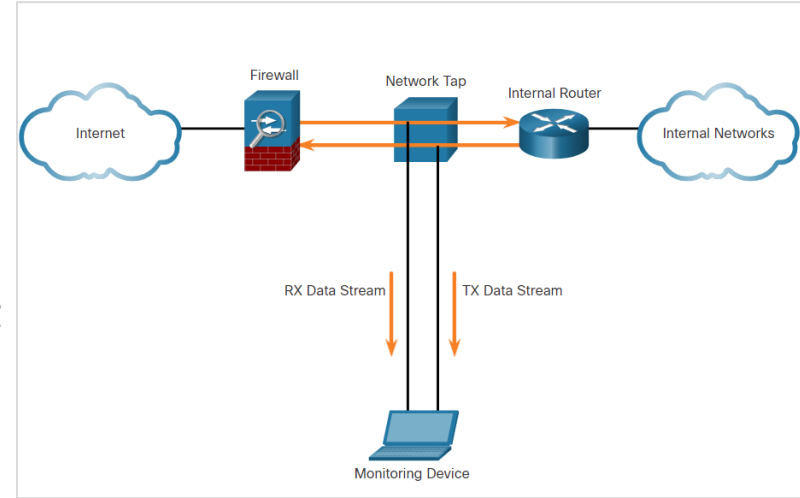 Firewall
Network Tap
Internal Router
Internet
Internal Networks
RX Data Stream
TX Data Stream
Monitoring Device